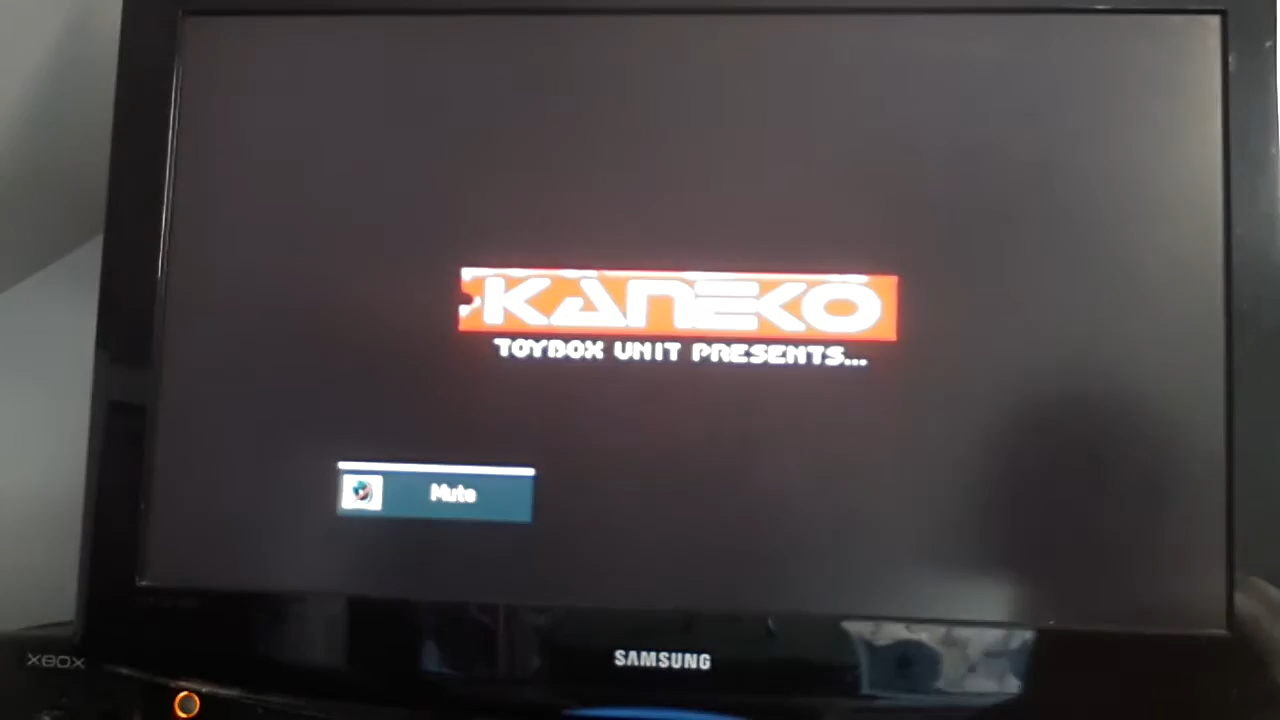 KANEKO
TOYBOX UNIT PRESENTS...
Mute
SAMSUNG
XBOX